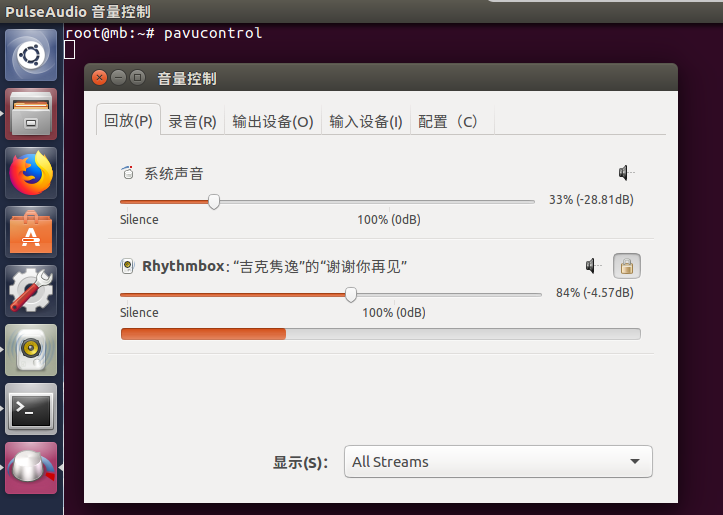 PulseAudio 音量控制
root@mb:~# pavucontrol
音量控制
回放(P) 录音(R) 输出设备(O) 输入设备(I) 配置（C）
系统声音
33% (-28.81dB)
Silence 100% (0dB)
Rhythmbox: “吉克隽逸”的“谢谢你再见”
84% (-4.57dB)
Silence 100% (0dB)
显示(S)： All Streams